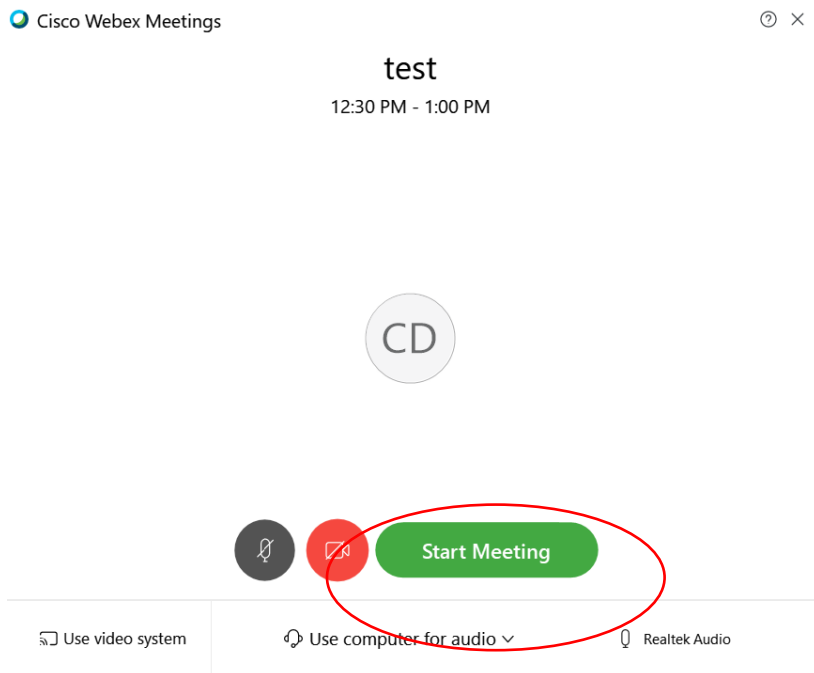 Cisco Webex Meetings
test
12:30 PM - 1:00 PM
CD
Start Meeting
Use video system
Use computer for audio
Realtek Audio